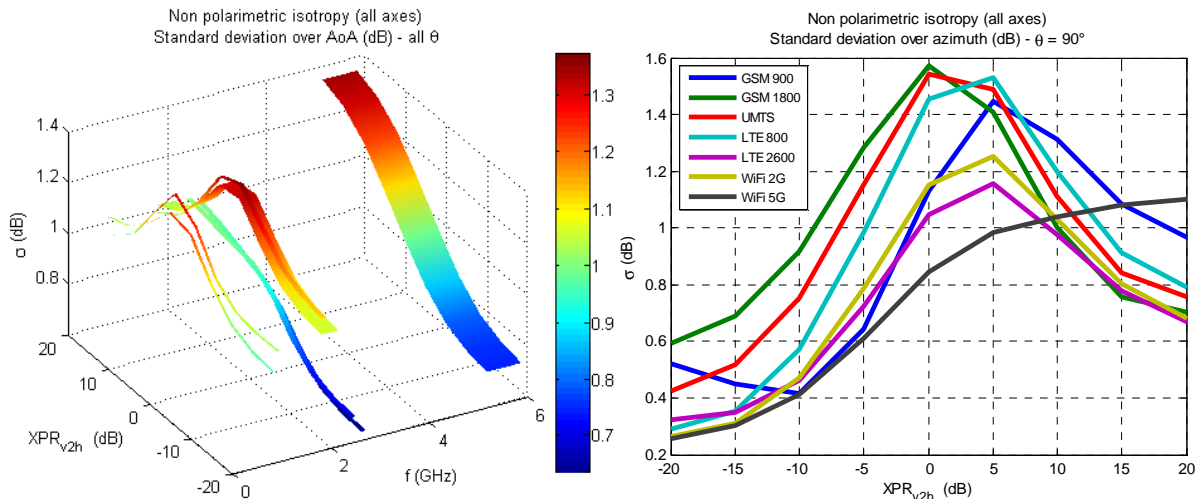 Non polarimetric isotropy (all axes)
Standard deviation over AoA (dB) - all θ
1.4
1.2
1
0.8
σ (dB)
20
10
0
-10
-20
XPRv2h (dB)
0
2
4
6
f (GHz)
1.3
1.2
1.1
1
0.9
0.8
0.7
Non polarimetric isotropy (all axes)
Standard deviation over azimuth (dB) - θ = 90°
GSM 900
GSM 1800
UMTS
LTE 800
LTE 2600
WiFi 2G
WiFi 5G
1.6
1.4
1.2
1
0.8
0.6
0.4
0.2
σ (dB)
-20 -15 -10 -5 0 5 10 15 20
XPRv2h (dB)